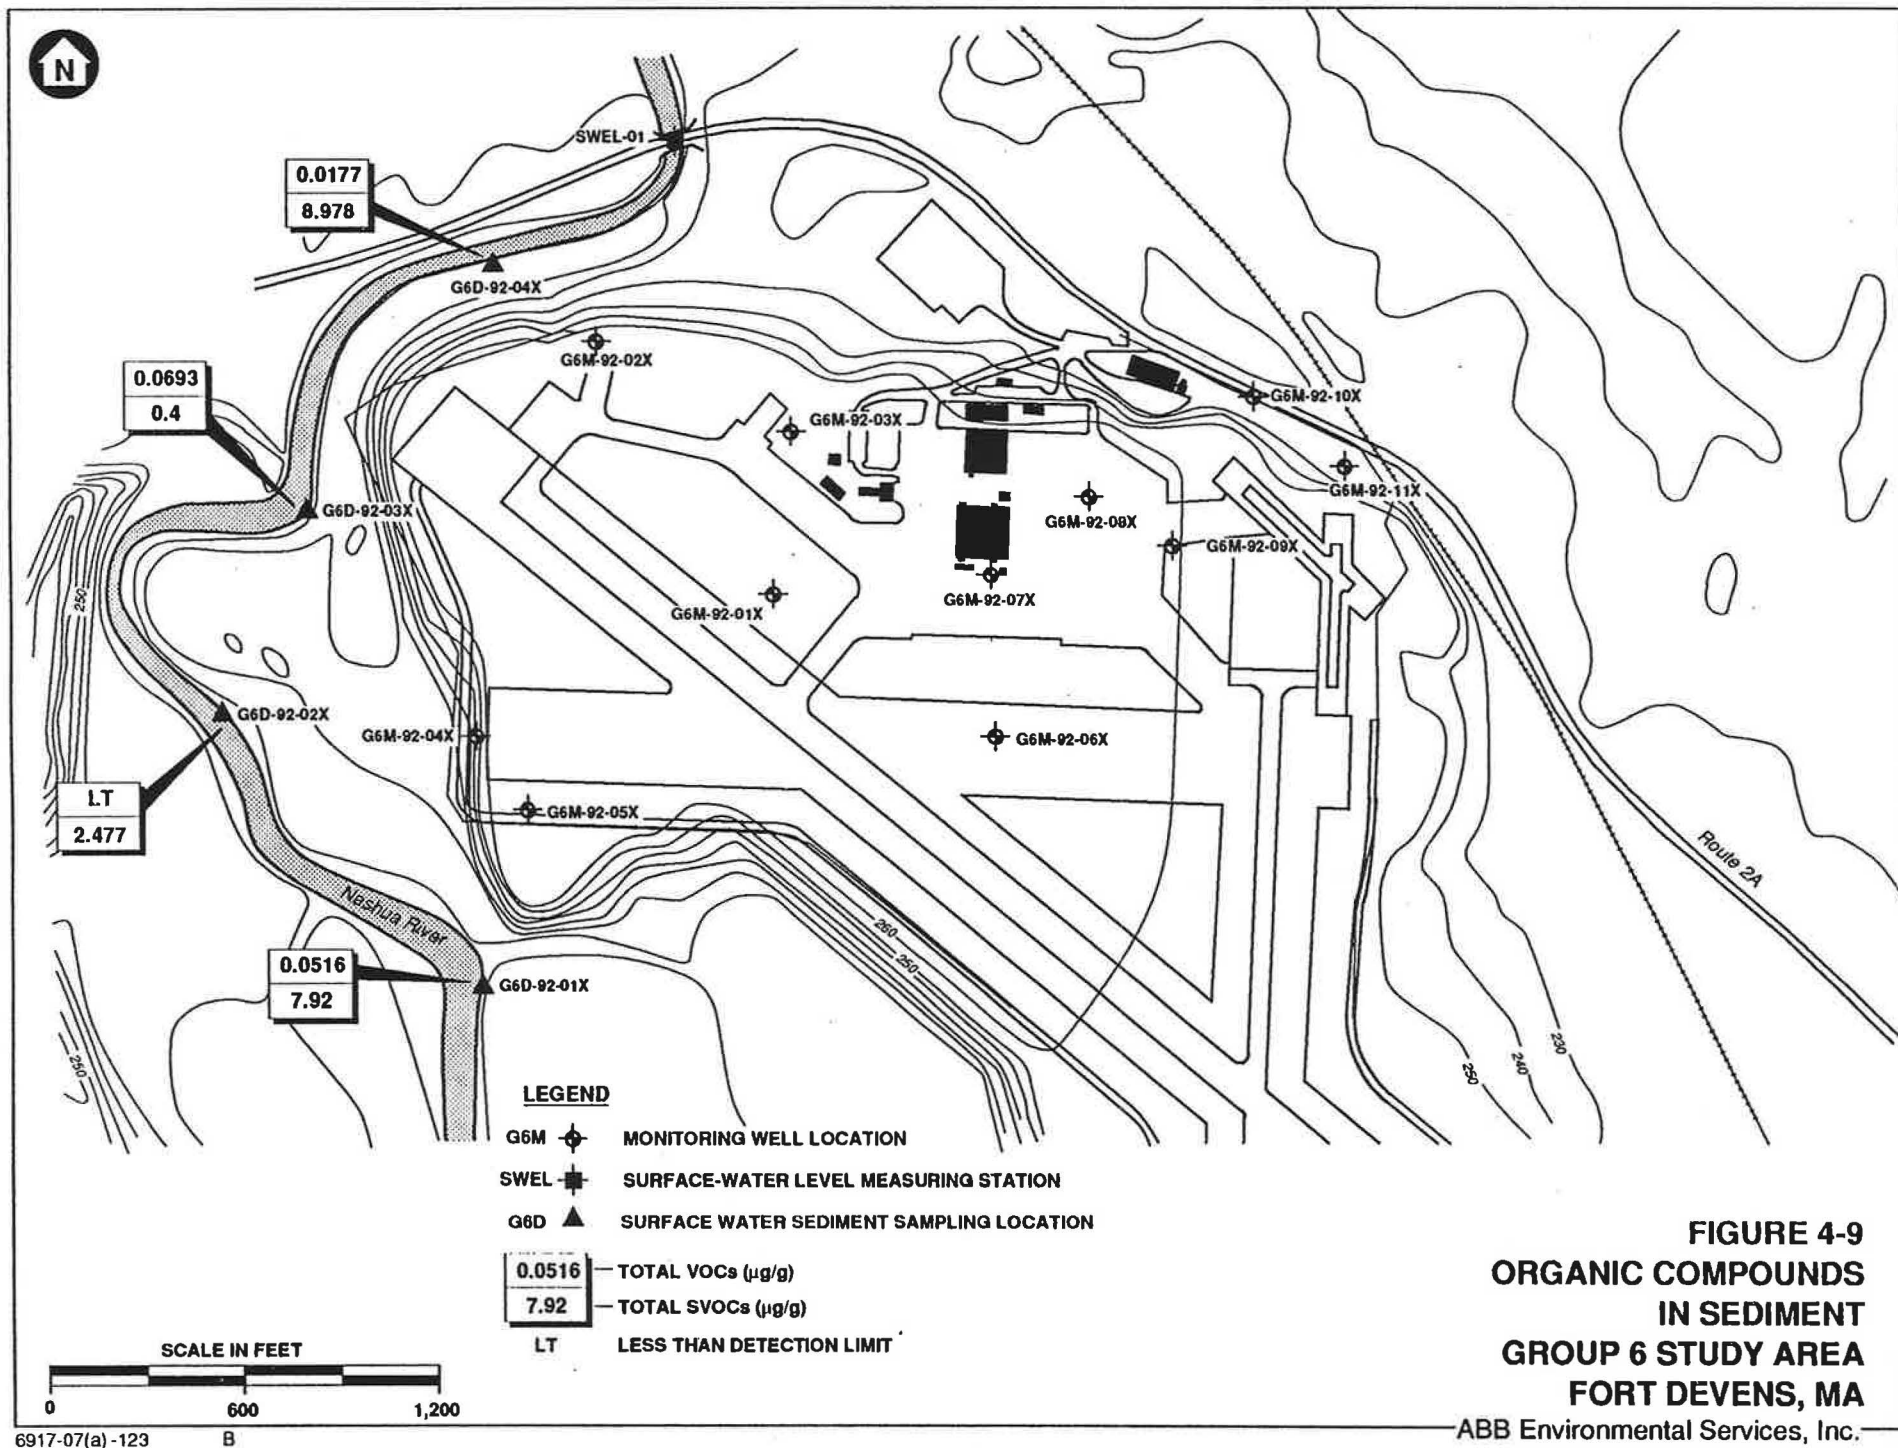 N
SWEL-01
0.0177
8.978
G6D-92-04X
G6M-92-02X
0.0693
0.4
G6M-92-10X
G6M-92-03X
G6M-92-11X
G6D-92-03X
G6M-92-08X
G6M-92-09X
250
G6M-92-01X
G6M-92-07X
G6D-92-02X
G6M-92-04X
G6M-92-06X
LT
2.477
G6M-92-05X
Route 2A
Nashua River
260
250
0.0516
7.92
G6D-92-01X
250
250
240
230
LEGEND
G6M MONITORING WELL LOCATION
SWEL SURFACE-WATER LEVEL MEASURING STATION
G6D SURFACE WATER SEDIMENT SAMPLING LOCATION
0.0516 TOTAL VOCs (µg/g)
7.92 TOTAL SVOCs (µg/g)
LT LESS THAN DETECTION LIMIT
SCALE IN FEET
0 600 1,200
FIGURE 4-9
ORGANIC COMPOUNDS
IN SEDIMENT
GROUP 6 STUDY AREA
FORT DEVENS, MA
ABB Environmental Services, Inc.
6917-07(a)-123 B